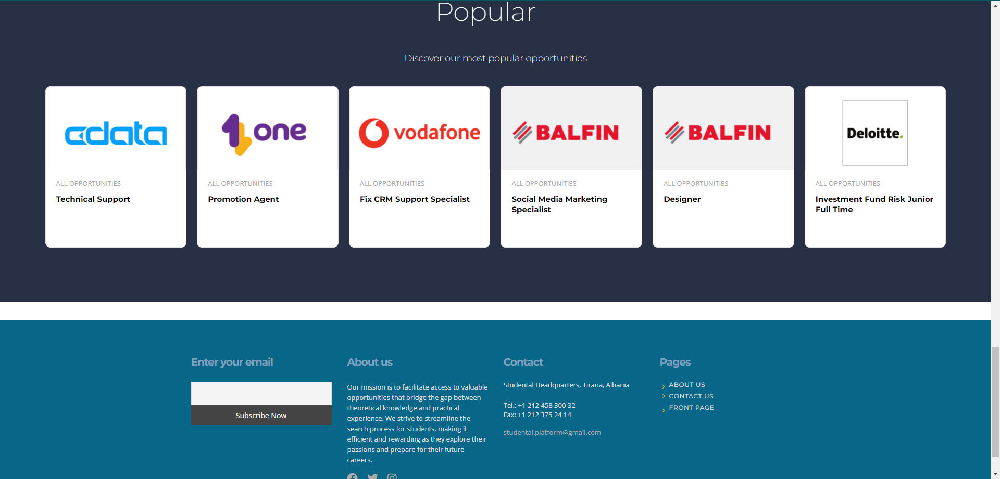 Popular
Discover our most popular opportunities
cdata
one
vodafone
BALFIN
BALFIN
Deloitte.
ALL OPPORTUNITIES
Technical Support
ALL OPPORTUNITIES
Promotion Agent
ALL OPPORTUNITIES
Fix CRM Support Specialist
ALL OPPORTUNITIES
Social Media Marketing
Specialist
ALL OPPORTUNITIES
Designer
ALL OPPORTUNITIES
Investment Fund Risk Junior
Full Time
Enter your email
Subscribe Now
About us
Our mission is to facilitate access to valuable
opportunities that bridge the gap between
theoretical knowledge and practical
experience. We strive to streamline the
search process for students, making it
efficient and rewarding as they explore their
passions and prepare for their future
careers.
Contact
Studental Headquarters, Tirana, Albania
Tel.: +1 212 458 300 32
Fax: +1 212 375 24 14
studental.platform@gmail.com
Pages
ABOUT US
CONTACT US
FRONT PAGE